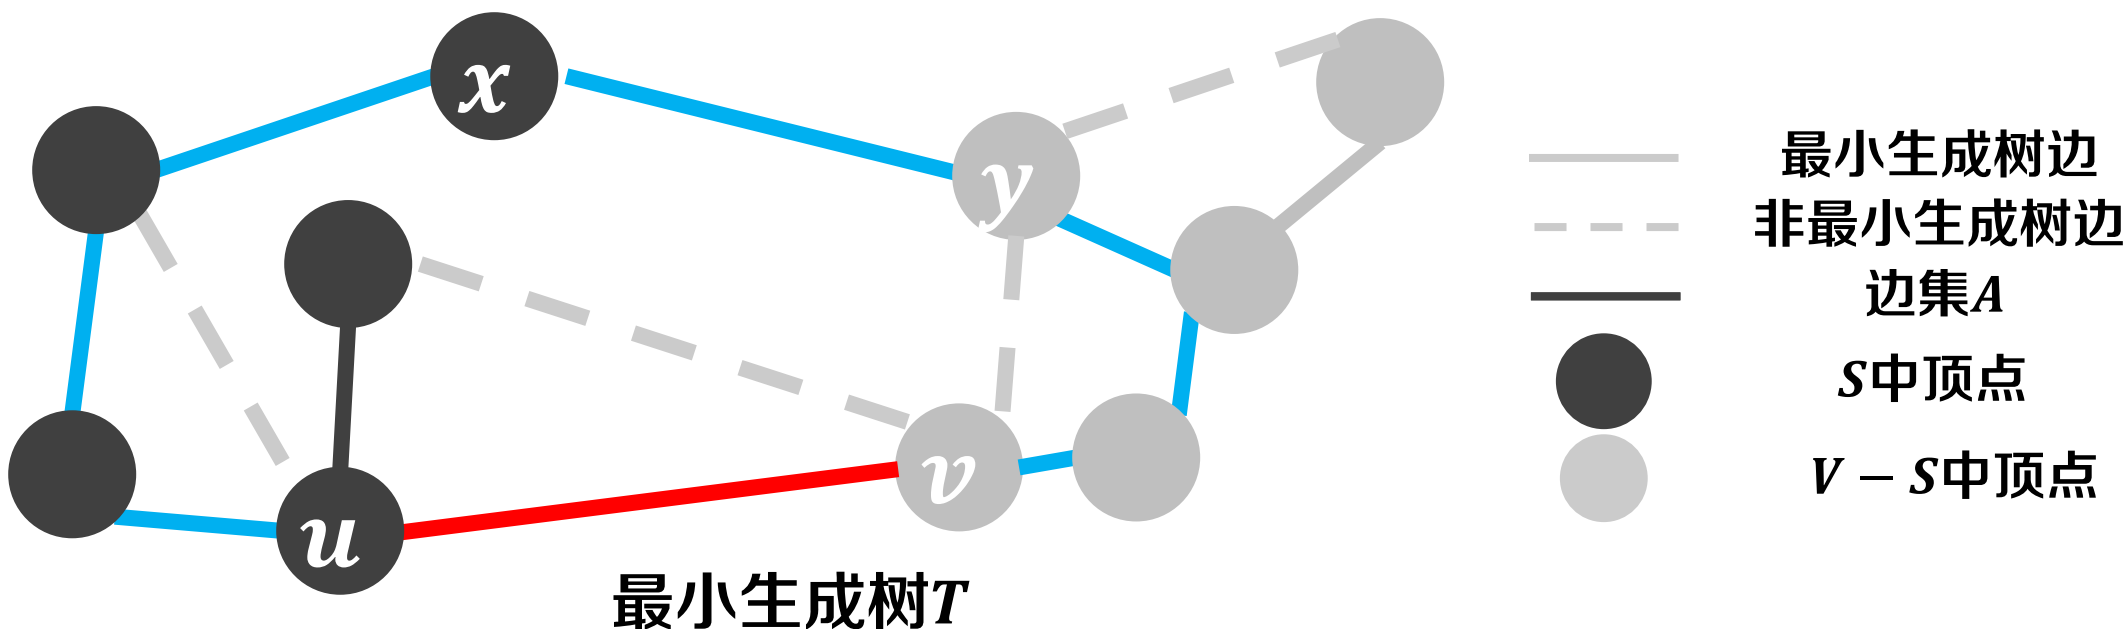 x
y
u
v
最小生成树T
最小生成树边
非最小生成树边
边集A
S中顶点
V − S中顶点